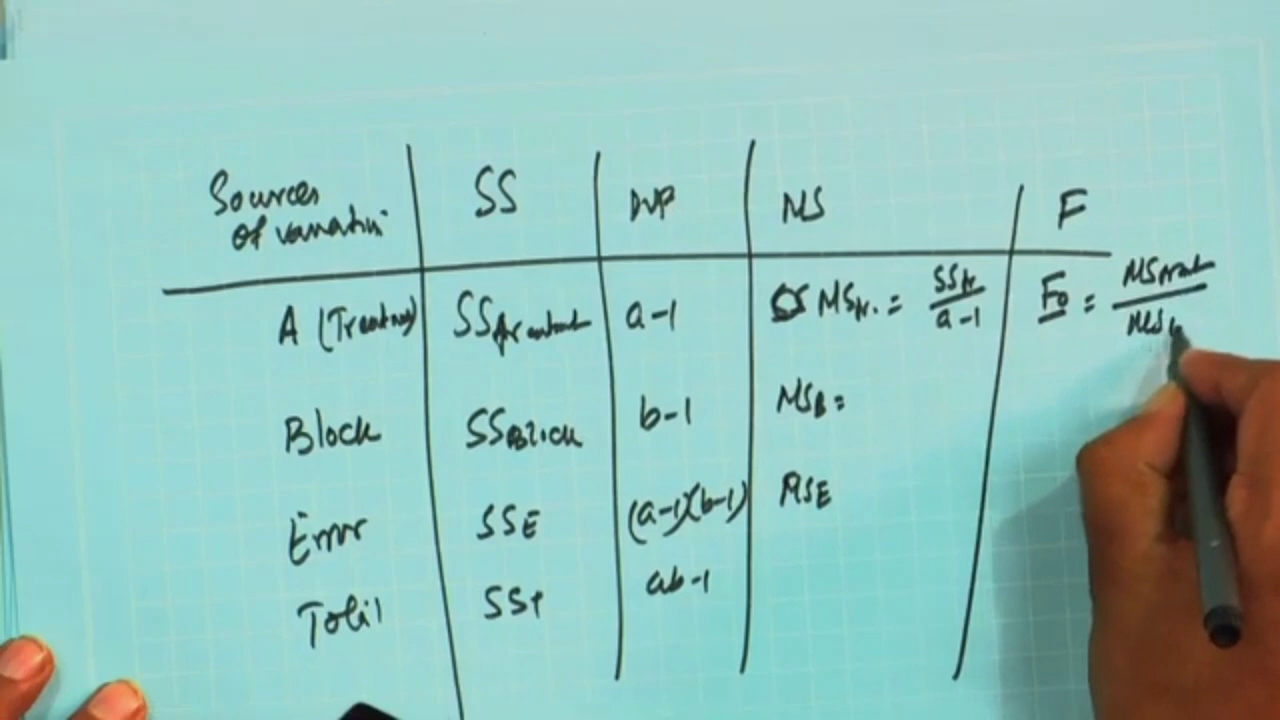 Sources of variation SS DOF MS F
A (Treatment) SStreatment a-1 MStr. = SStr / a-1 F0 = MStreat / MSE
Block SSBlock b-1 MSB =
Error SSE (a-1)(b-1) MSE
Total SST ab-1